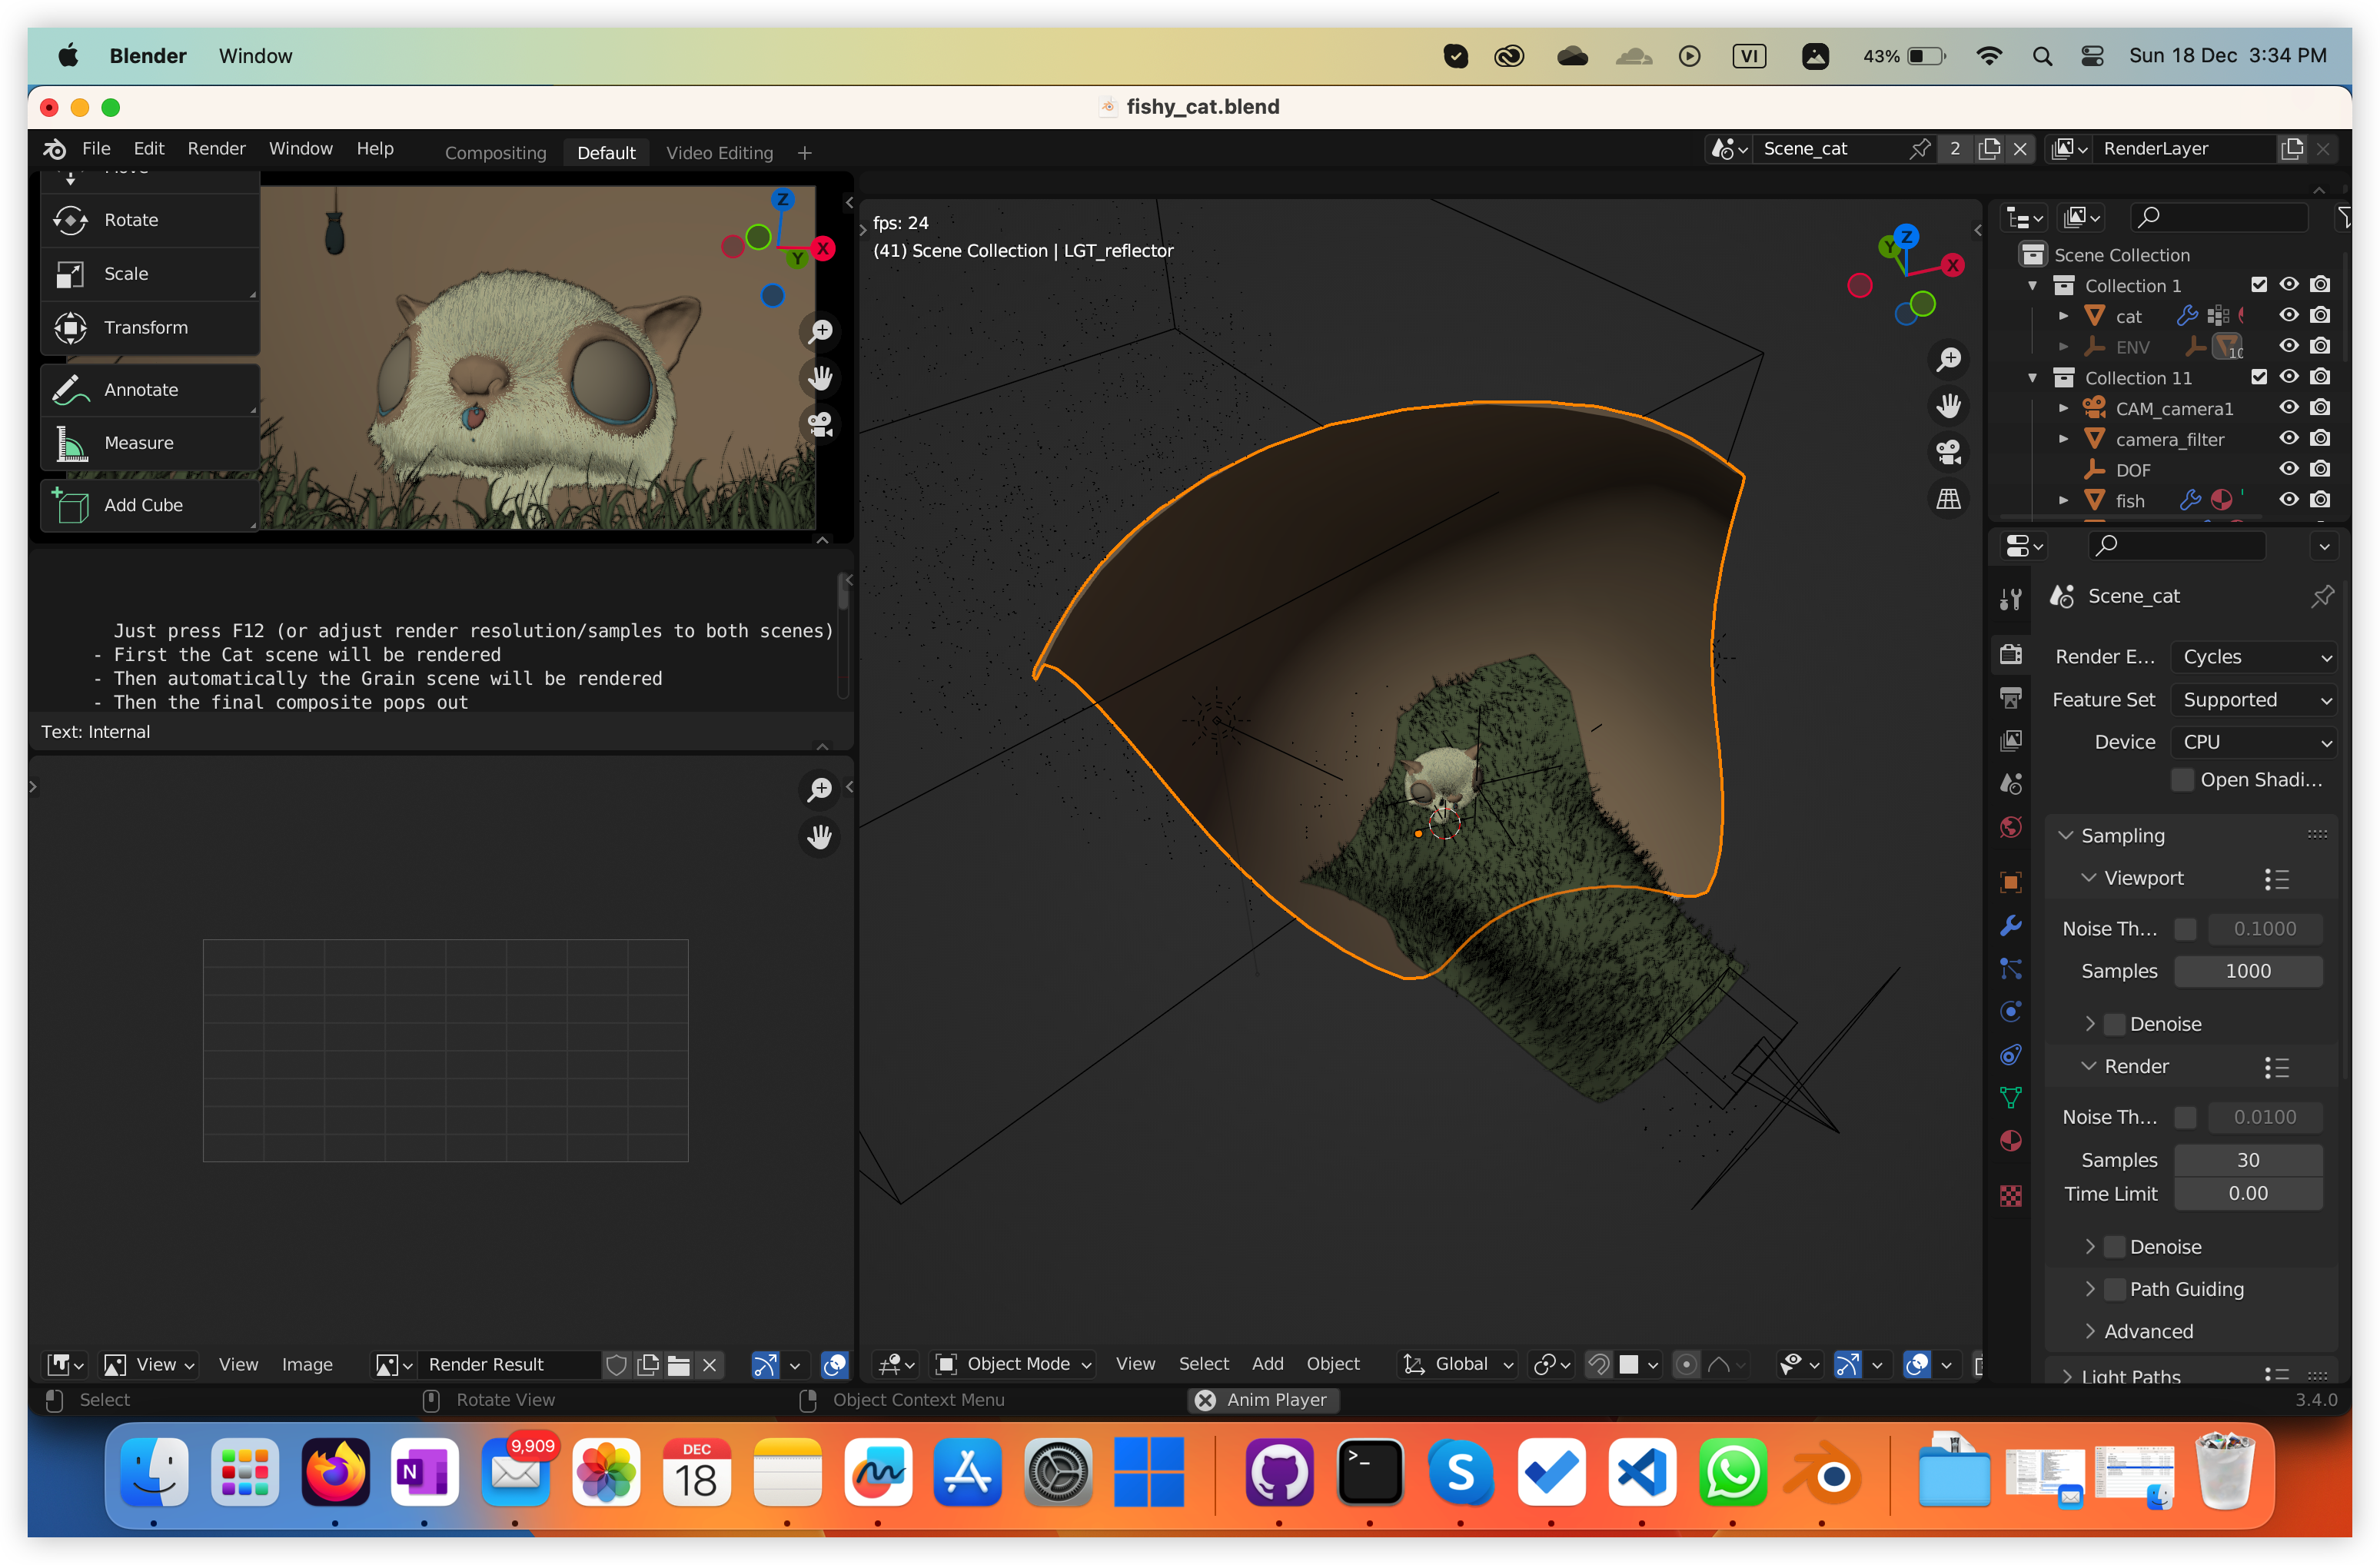 Blender Window VI 43% Sun 18 Dec 3:34 PM
fishy_cat.blend
File Edit Render Window Help Compositing Default Video Editing + Scene_cat 2 RenderLayer
Move
Rotate
Scale
Transform
Annotate
Measure
Add Cube
Z
X
Y
Just press F12 (or adjust render resolution/samples to both scenes)
- First the Cat scene will be rendered
- Then automatically the Grain scene will be rendered
- Then the final composite pops out
Text: Internal
View View Image Render Result
fps: 24
(41) Scene Collection | LGT_reflector
Z
Y
X
Object Mode View Select Add Object Global
Scene Collection
Collection 1
cat
ENV 10
Collection 11
CAM_camera1
camera_filter
DOF
fish
Scene_cat
Render E... Cycles
Feature Set Supported
Device CPU
Open Shadi...
Sampling
Viewport
Noise Th... 0.1000
Samples 1000
Denoise
Render
Noise Th... 0.0100
Samples 30
Time Limit 0.00
Denoise
Path Guiding
Advanced
Light Paths
Select Rotate View Object Context Menu Anim Player 3.4.0
N 9,909 DEC 18 >_ S